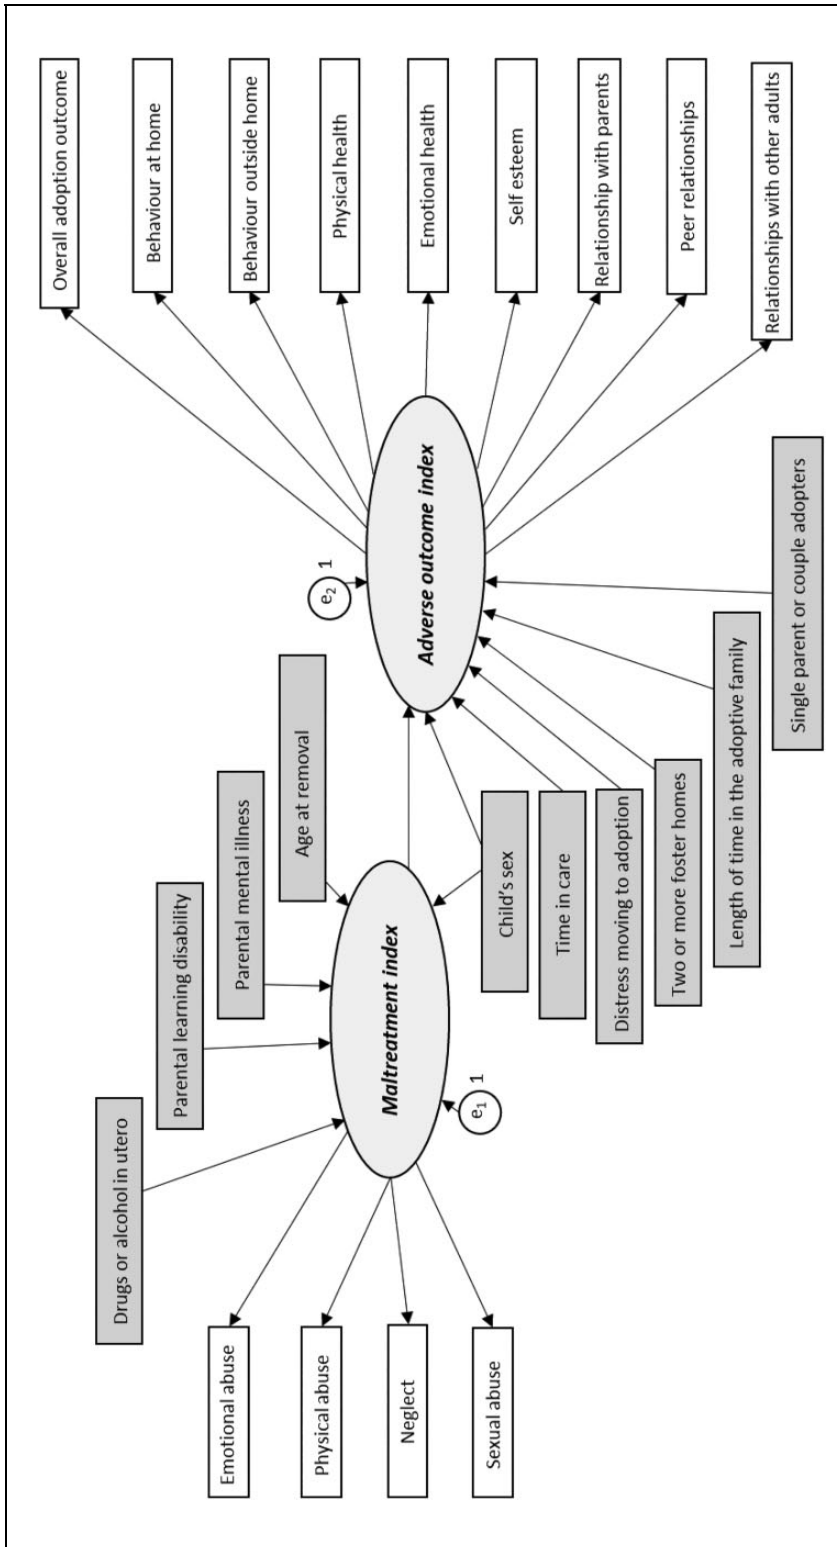 Drugs or alcohol in utero
Parental learning disability
Parental mental illness
Age at removal
Emotional abuse
Physical abuse
Neglect
Sexual abuse
Maltreatment index
e₁ 1
Adverse outcome index
e₂ 1
Child's sex
Time in care
Distress moving to adoption
Two or more foster homes
Length of time in the adoptive family
Single parent or couple adopters
Overall adoption outcome
Behaviour at home
Behaviour outside home
Physical health
Emotional health
Self esteem
Relationship with parents
Peer relationships
Relationships with other adults